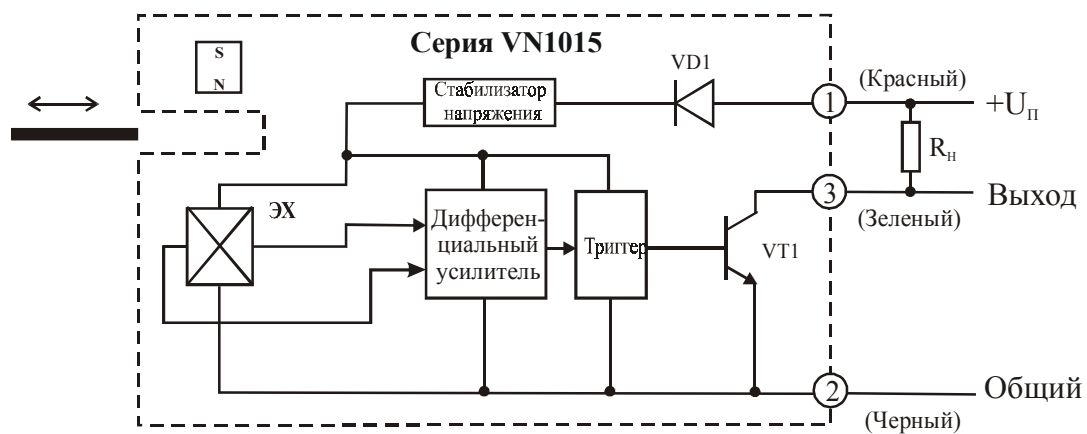 Серия VN1015
S
N
VD1
Стабилизатор
напряжения
1
(Красный)
+Uп
Rн
3
Выход
(Зеленый)
ЭХ
Дифферен-
циальный
усилитель
Триггер
VT1
2
Общий
(Черный)